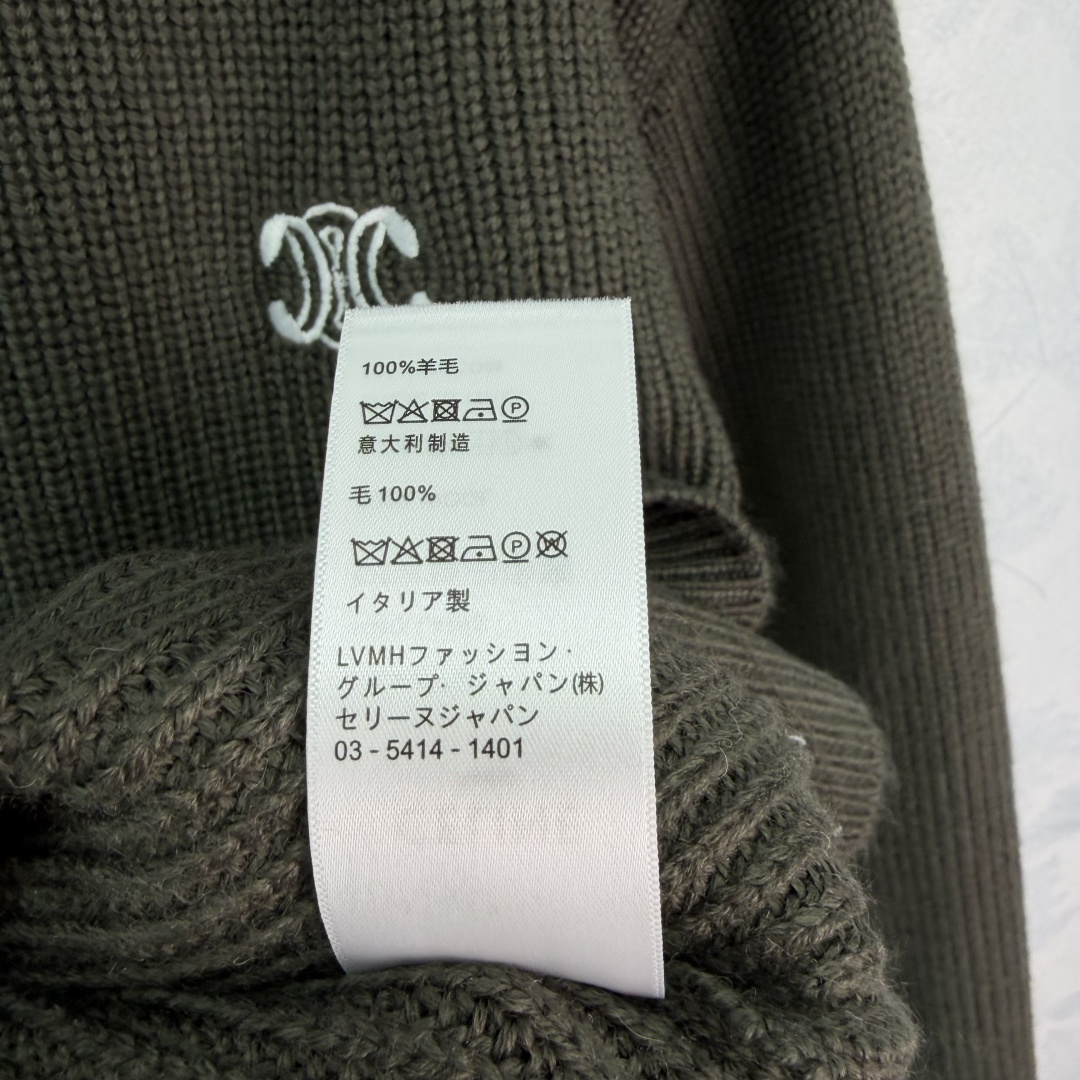 100%羊毛
P
意大利制造
毛 100%
P W
イタリア製
LVMHファッション・
グループ・ ジャパン(株)
セリーヌジャパン
03 - 5414 - 1401